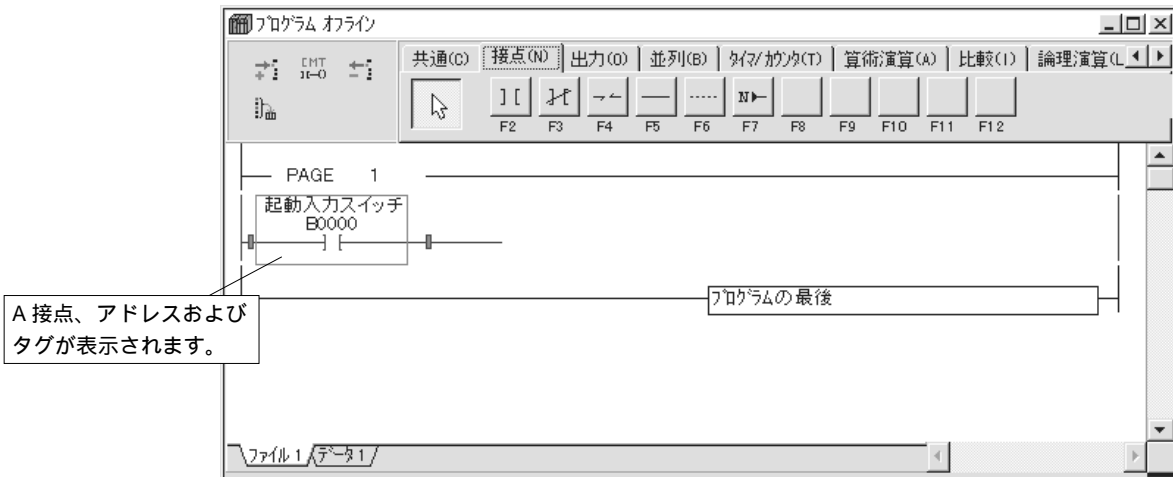 ﾌﾟﾛｸﾞﾗﾑ ｵﾌﾗｲﾝ
CMT
共通(C) 接点(N) 出力(O) 並列(B) ﾀｲﾏ/ｶｳﾝﾀ(T) 算術演算(A) 比較(I) 論理演算(L
N
F2 F3 F4 F5 F6 F7 F8 F9 F10 F11 F12
PAGE 1
起動入力スイッチ
B0000
ﾌﾟﾛｸﾞﾗﾑの最後
A 接点、アドレスおよび
タグが表示されます。
ﾌｧｲﾙ 1 ﾃﾞｰﾀ 1